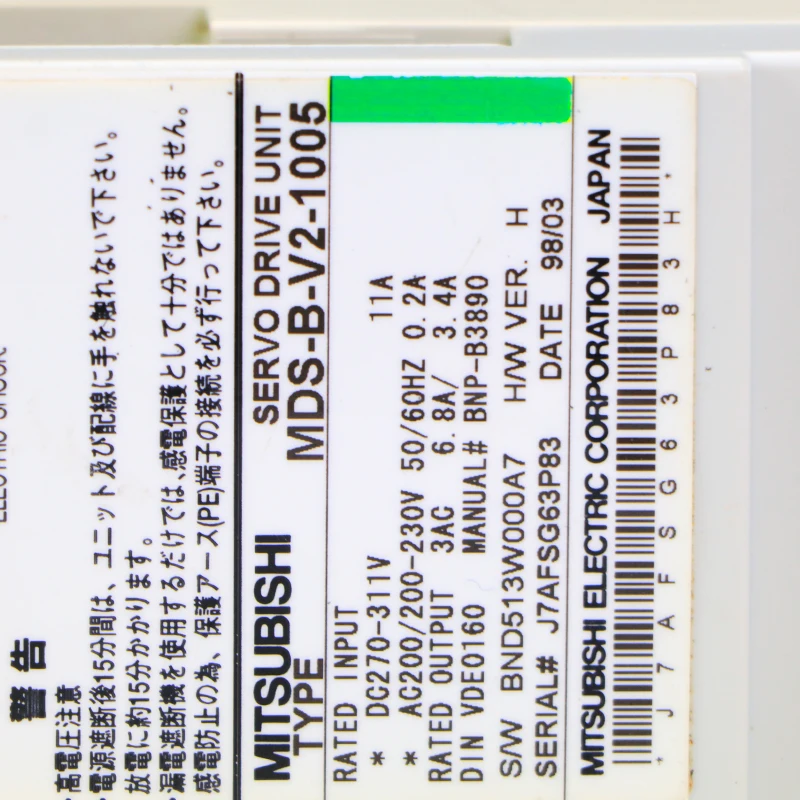 警告
・高電圧注意
・電源遮断後15分間は、ユニット及び配線に手を触れないで下さい。
放電に約15分かかります。
・漏電遮断機を使用するだけでは、感電保護として十分ではありません。
感電防止の為、保護アース(PE)端子の接続を必ず行って下さい。
MITSUBISHI SERVO DRIVE UNIT
TYPE MDS-B-V2-1005
RATED INPUT
* DC270-311V 11A
* AC200/200-230V 50/60HZ 0.2A
RATED OUTPUT 3AC 6.8A/ 3.4A
DIN VDE0160 MANUAL# BNP-B3890
S/W BND513W000A7 H/W VER. H
SERIAL# J7AFSG63P83 DATE 98/03
MITSUBISHI ELECTRIC CORPORATION JAPAN
* J 7 A F S G 6 3 P 8 3 H *